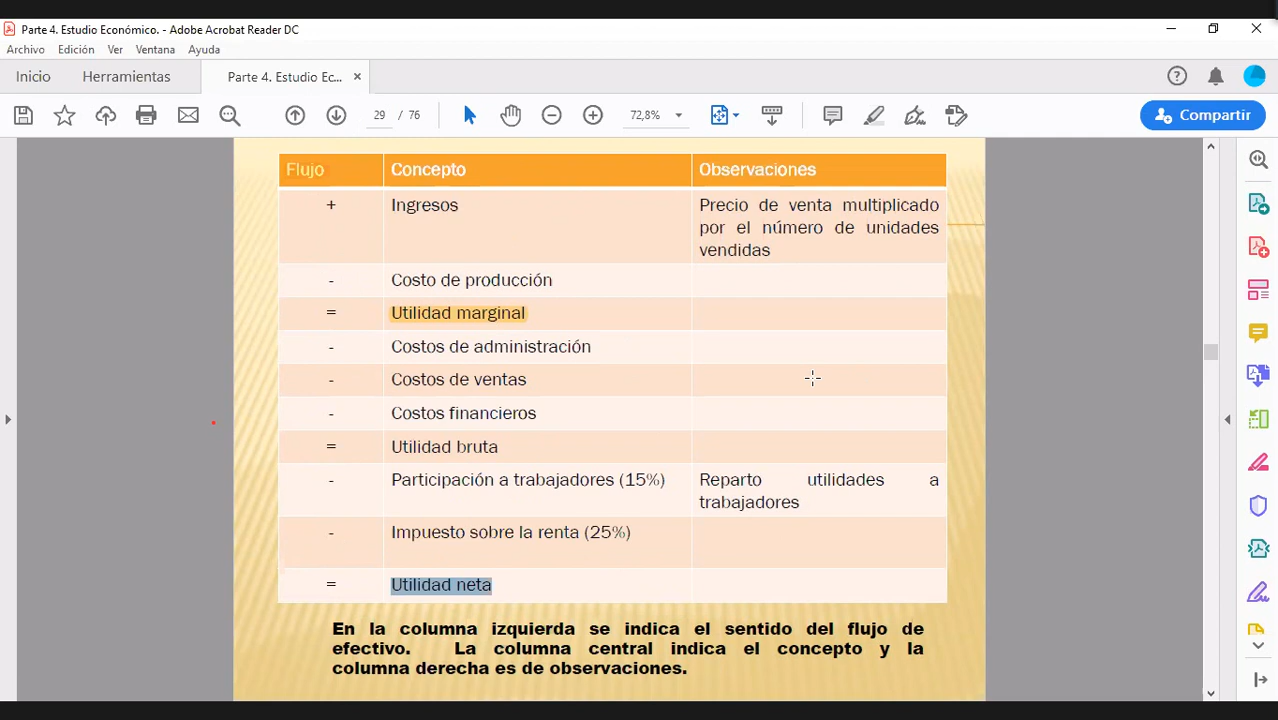 Parte 4. Estudio Económico. - Adobe Acrobat Reader DC
Archivo Edición Ver Ventana Ayuda
Inicio Herramientas Parte 4. Estudio Ec... ×
29 / 76 72,8% Compartir
Flujo Concepto Observaciones
+ Ingresos Precio de venta multiplicado
por el número de unidades
vendidas
- Costo de producción
= Utilidad marginal
- Costos de administración
- Costos de ventas
- Costos financieros
= Utilidad bruta
- Participación a trabajadores (15%) Reparto utilidades a
trabajadores
- Impuesto sobre la renta (25%)
= Utilidad neta
En la columna izquierda se indica el sentido del flujo de
efectivo. La columna central indica el concepto y la
columna derecha es de observaciones.